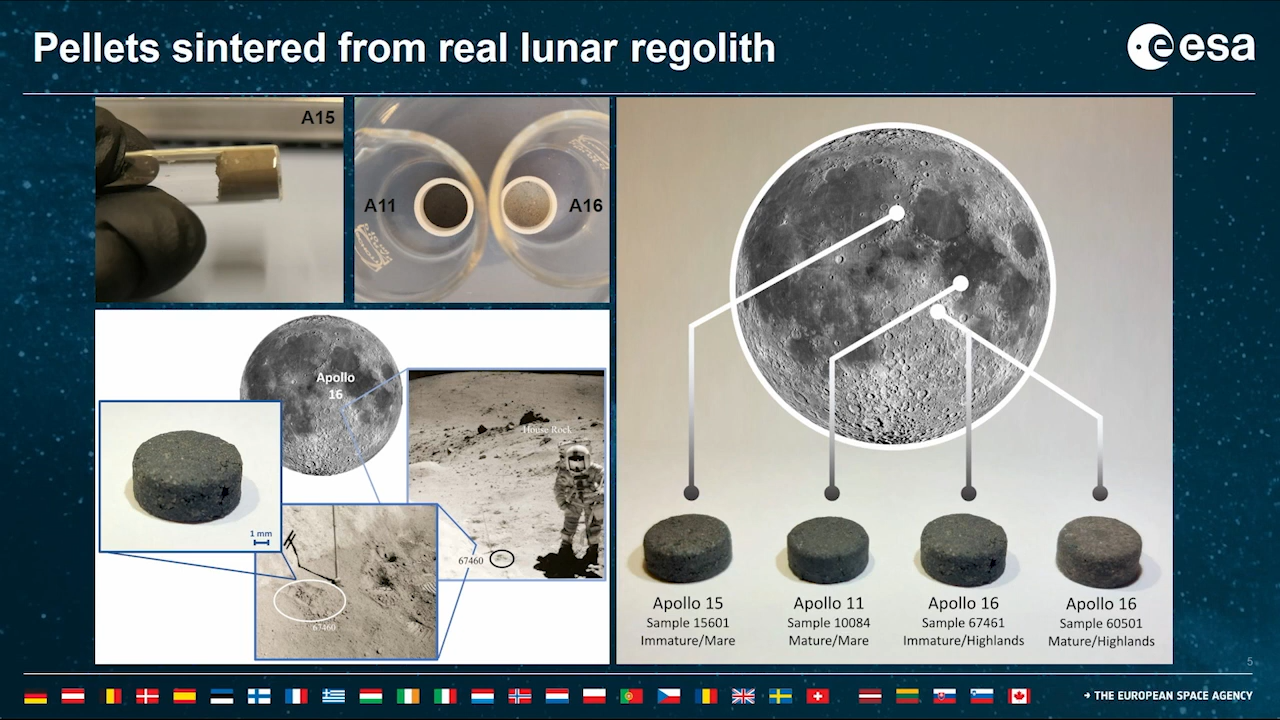 Pellets sintered from real lunar regolith
esa
A15
A11
A16
Apollo
16
House Rock
1 mm
67460
67460
Apollo 15
Sample 15601
Immature/Mare
Apollo 11
Sample 10084
Mature/Mare
Apollo 16
Sample 67461
Immature/Highlands
Apollo 16
Sample 60501
Mature/Highlands
5
→ THE EUROPEAN SPACE AGENCY